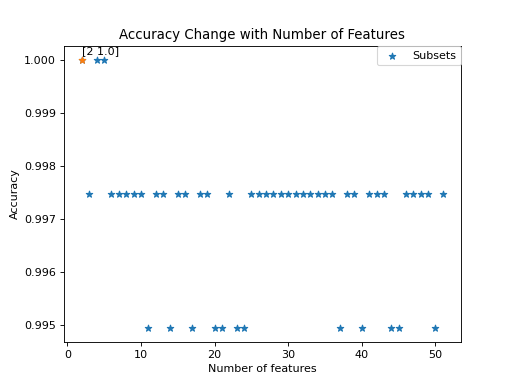 Accuracy Change with Number of Features
[2 1.0]
Subsets
1.000
0.999
0.998
0.997
0.996
0.995
Accuracy
0 10 20 30 40 50
Number of features